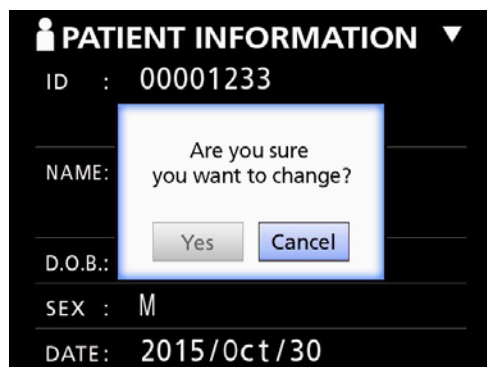 PATIENT INFORMATION ▼
ID : 00001233
Are you sure
you want to change?
NAME:
Yes Cancel
D.O.B.:
SEX : M
DATE: 2015/Oct/30